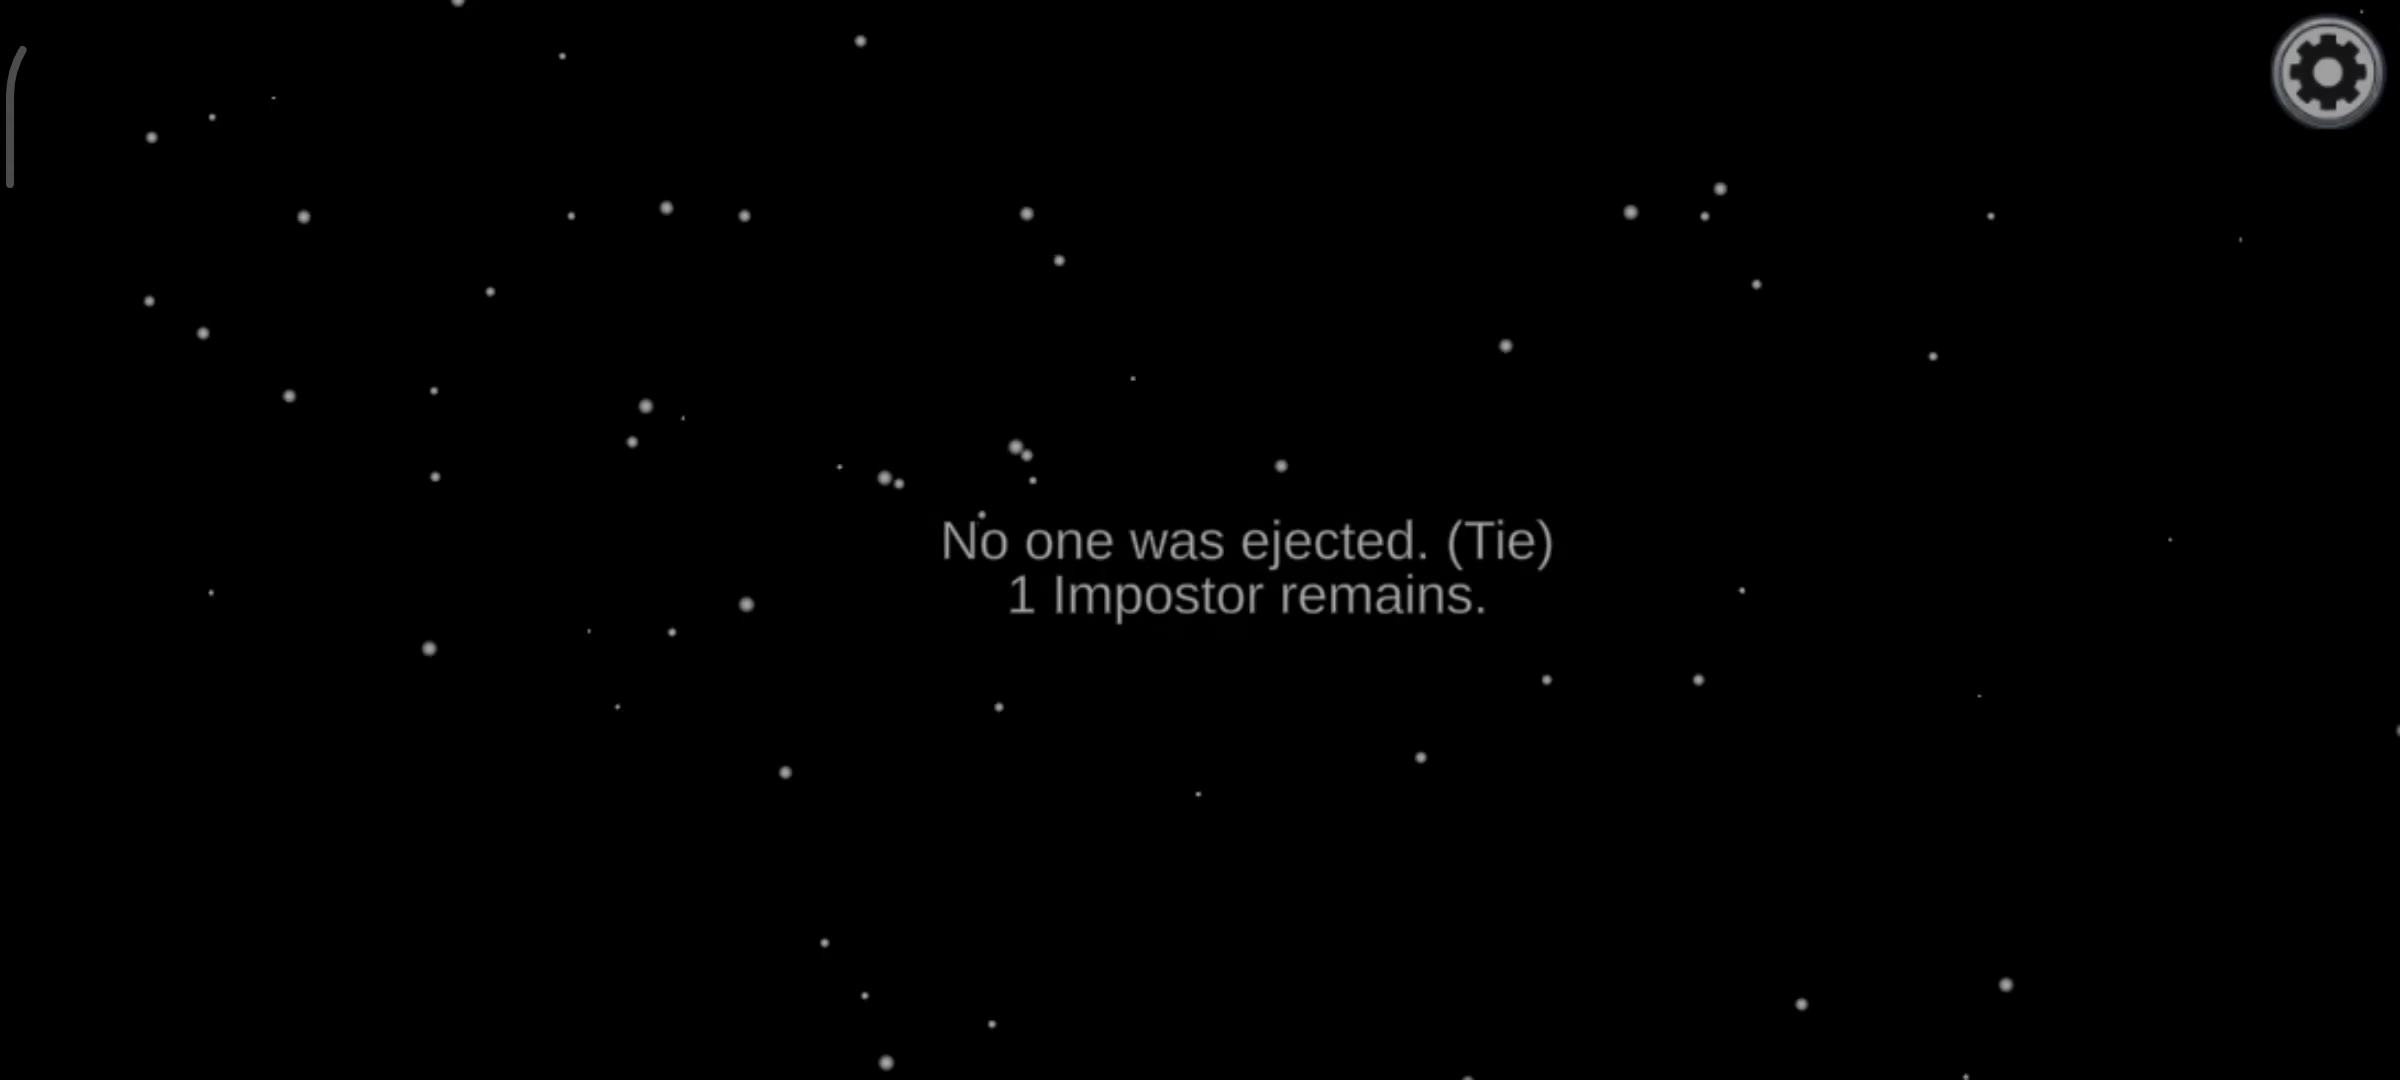 No one was ejected. (Tie)
1 Impostor remains.